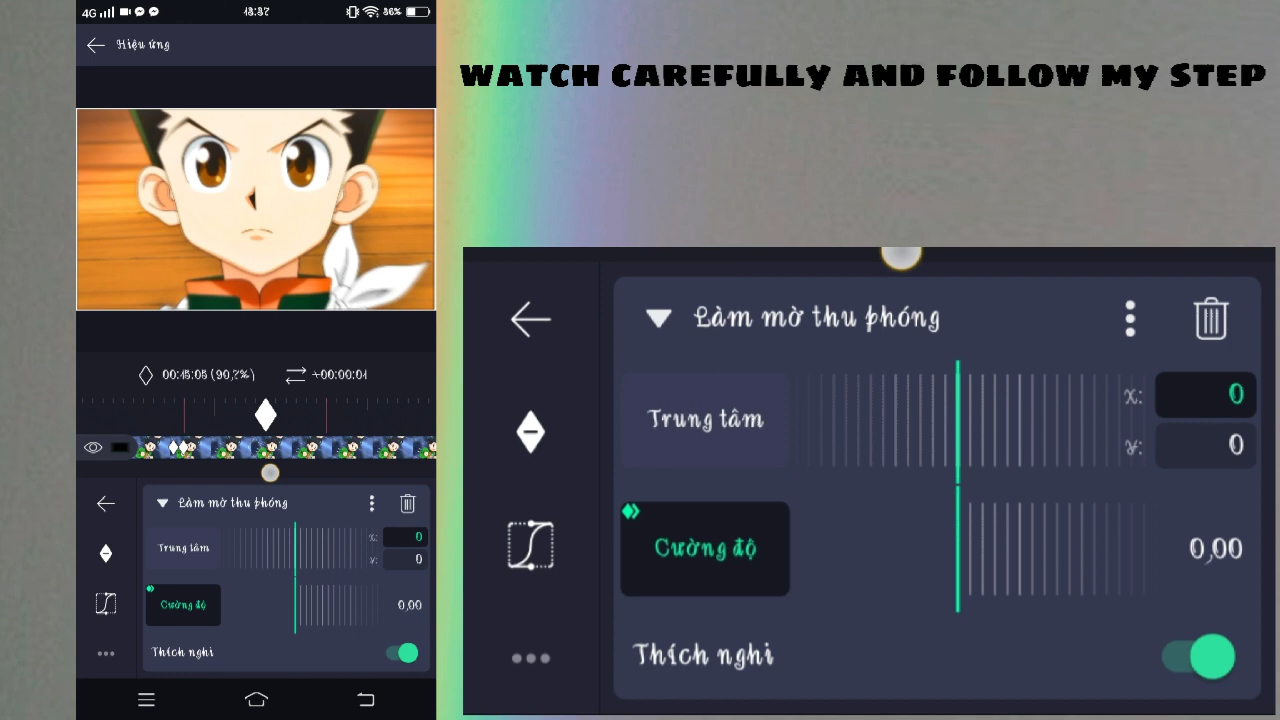 4G 18:37 36%
Hiệu ứng
WATCH CAREFULLY AND FOLLOW MY STEP
00:15:05 (90,2%) +00:00:01
Làm mờ thu phóng
Trung tâm
x: 0
y: 0
Cường độ 0,00
Thích nghi
Làm mờ thu phóng
Trung tâm
x: 0
y: 0
Cường độ 0,00
Thích nghi